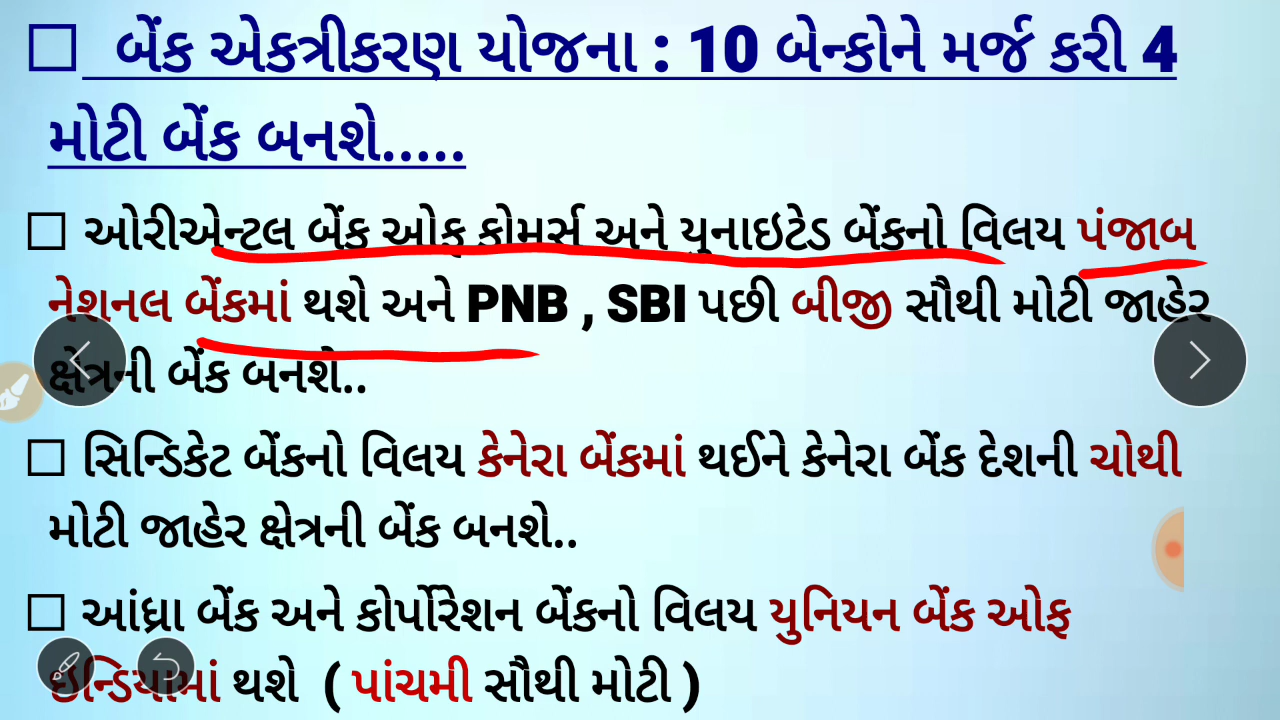 □ બેંક એકત્રીકરણ યોજના : 10 બેન્કોને મર્જ કરી 4
મોટી બેંક બનશે.....
□ ઓરીએન્ટલ બેંક ઓફ કોમર્સ અને યુનાઇટેડ બેંકનો વિલય પંજાબ
નેશનલ બેંકમાં થશે અને PNB , SBI પછી બીજી સૌથી મોટી જાહેર
ક્ષેત્રની બેંક બનશે..
□ સિન્ડિકેટ બેંકનો વિલય કેનેરા બેંકમાં થઈને કેનેરા બેંક દેશની ચોથી
મોટી જાહેર ક્ષેત્રની બેંક બનશે..
□ આંધ્રા બેંક અને કોર્પોરેશન બેંકનો વિલય યુનિયન બેંક ઓફ
ઇન્ડિયામાં થશે ( પાંચમી સૌથી મોટી )